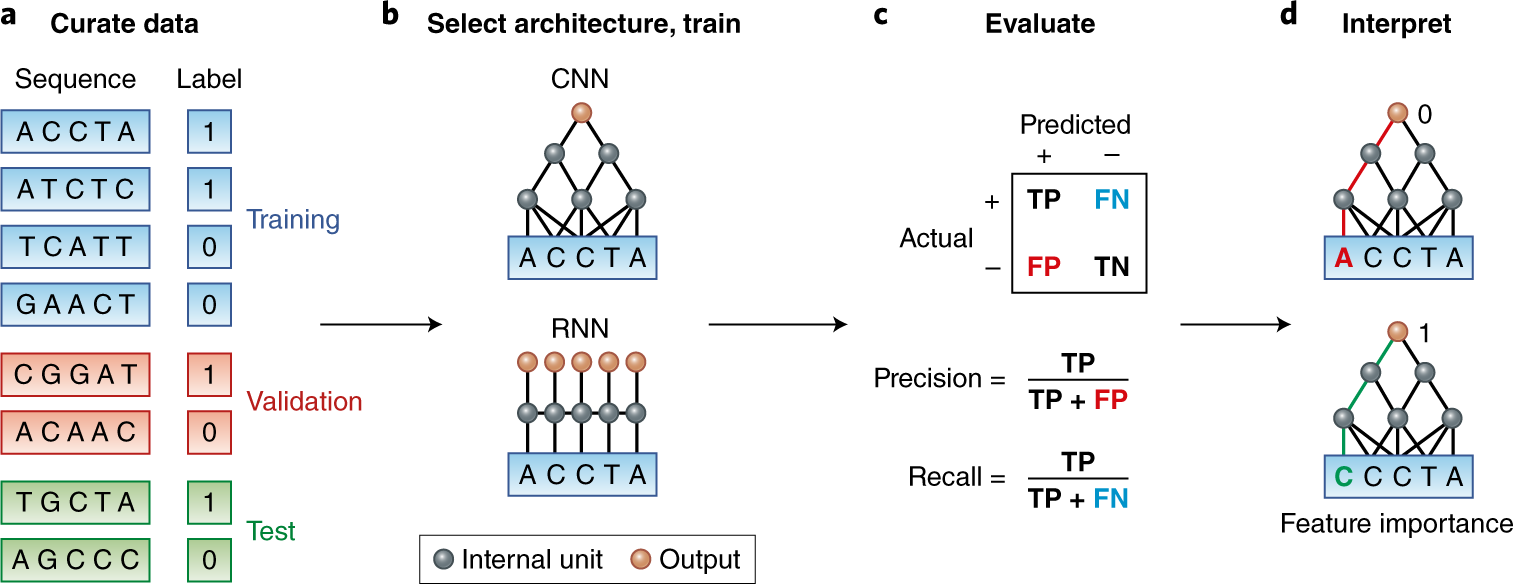 a Curate data
Sequence Label
A C C T A 1
A T C T C 1
Training
T C A T T 0
G A A C T 0
C G G A T 1
Validation
A C A A C 0
T G C T A 1
Test
A G C C C 0
b Select architecture, train
CNN
A C C T A
RNN
A C C T A
Internal unit Output
c Evaluate
Predicted
+ −
+ TP FN
Actual
− FP TN
Precision = TP
TP + FP
Recall = TP
TP + FN
d Interpret
0
A C C T A
1
C C C T A
Feature importance